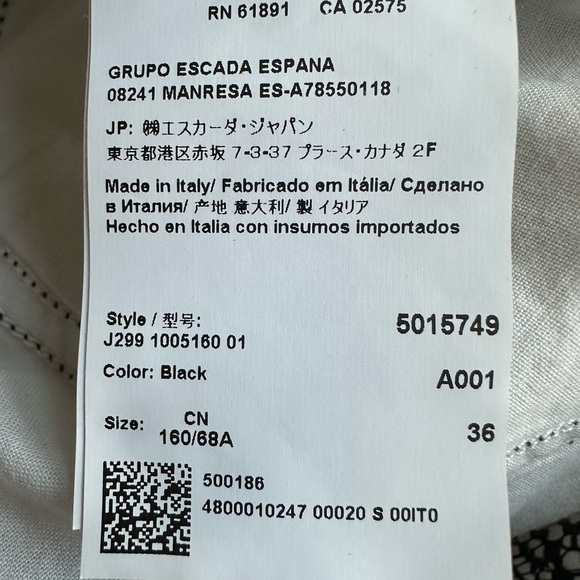 RN 61891 CA 02575
GRUPO ESCADA ESPANA
08241 MANRESA ES-A78550118
JP: ㈱エスカーダ・ジャパン
東京都港区赤坂 7-3-37 プラース・カナダ 2F
Made in Italy/ Fabricado em Itália/ Сделано
в Италия/ 产地 意大利/ 製 イタリア
Hecho en Italia con insumos importados
Style / 型号: 5015749
J299 1005160 01
Color: Black A001
Size: CN 36
160/68A
500186
4800010247 00020 S 00IT0